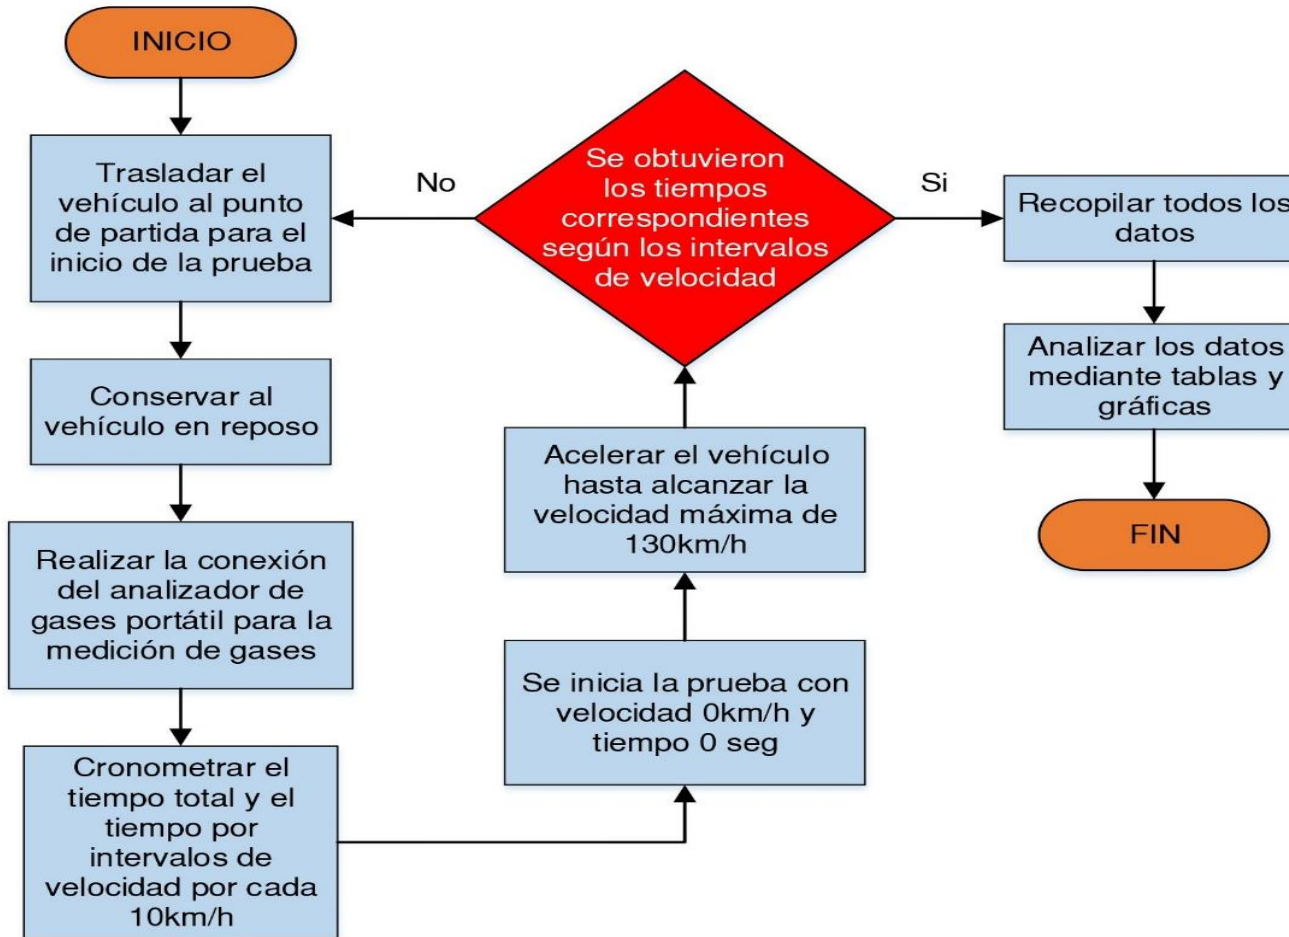 INICIO
Trasladar el
vehículo al punto
de partida para el
inicio de la prueba
Conservar al
vehículo en reposo
Realizar la conexión
del analizador de
gases portátil para la
medición de gases
Cronometrar el
tiempo total y el
tiempo por
intervalos de
velocidad por cada
10km/h
Se inicia la prueba con
velocidad 0km/h y
tiempo 0 seg
Acelerar el vehículo
hasta alcanzar la
velocidad máxima de
130km/h
Se obtuvieron
los tiempos
correspondientes
según los intervalos
de velocidad
No
Si
Recopilar todos los
datos
Analizar los datos
mediante tablas y
gráficas
FIN